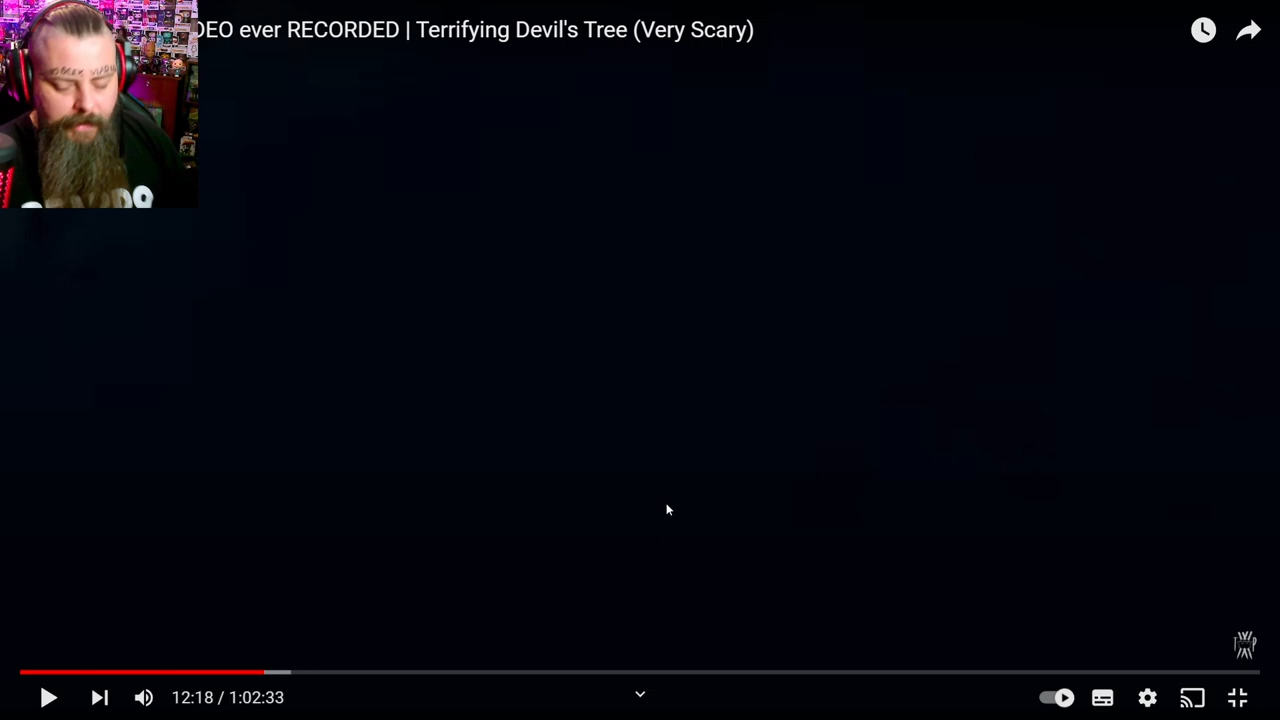 DEO ever RECORDED | Terrifying Devil's Tree (Very Scary)
12:18 / 1:02:33